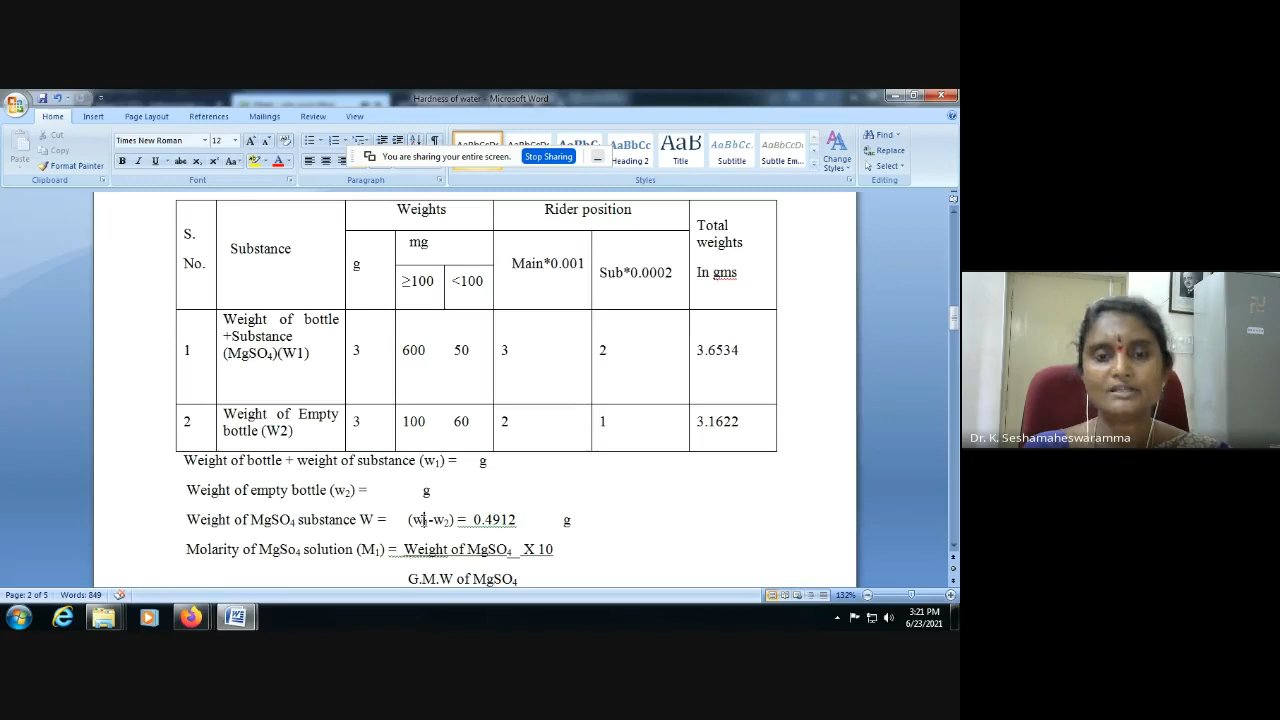 Hardness of water - Microsoft Word
Home Insert Page Layout References Mailings Review View
Paste
Cut
Copy
Format Painter
Clipboard
Times New Roman 12
Font
Paragraph
You are sharing your entire screen. Stop Sharing
Heading 2
Title
Subtitle
Subtle Em...
Change Styles
Styles
Find
Replace
Select
Editing
S. No. Substance Weights Rider position Total weights In gms
g mg Main*0.001 Sub*0.0002
≥100 <100
1 Weight of bottle +Substance (MgSO4)(W1) 3 600 50 3 2 3.6534
2 Weight of Empty bottle (W2) 3 100 60 2 1 3.1622
Weight of bottle + weight of substance (w1) = g
Weight of empty bottle (w2) = g
Weight of MgSO4 substance W = (w1-w2) = 0.4912 g
Molarity of MgSo4 solution (M1) = Weight of MgSO4 X 10
G.M.W of MgSO4
Page: 2 of 5 Words: 849 132%
3:21 PM
6/23/2021
Dr. K. Seshamaheswaramma